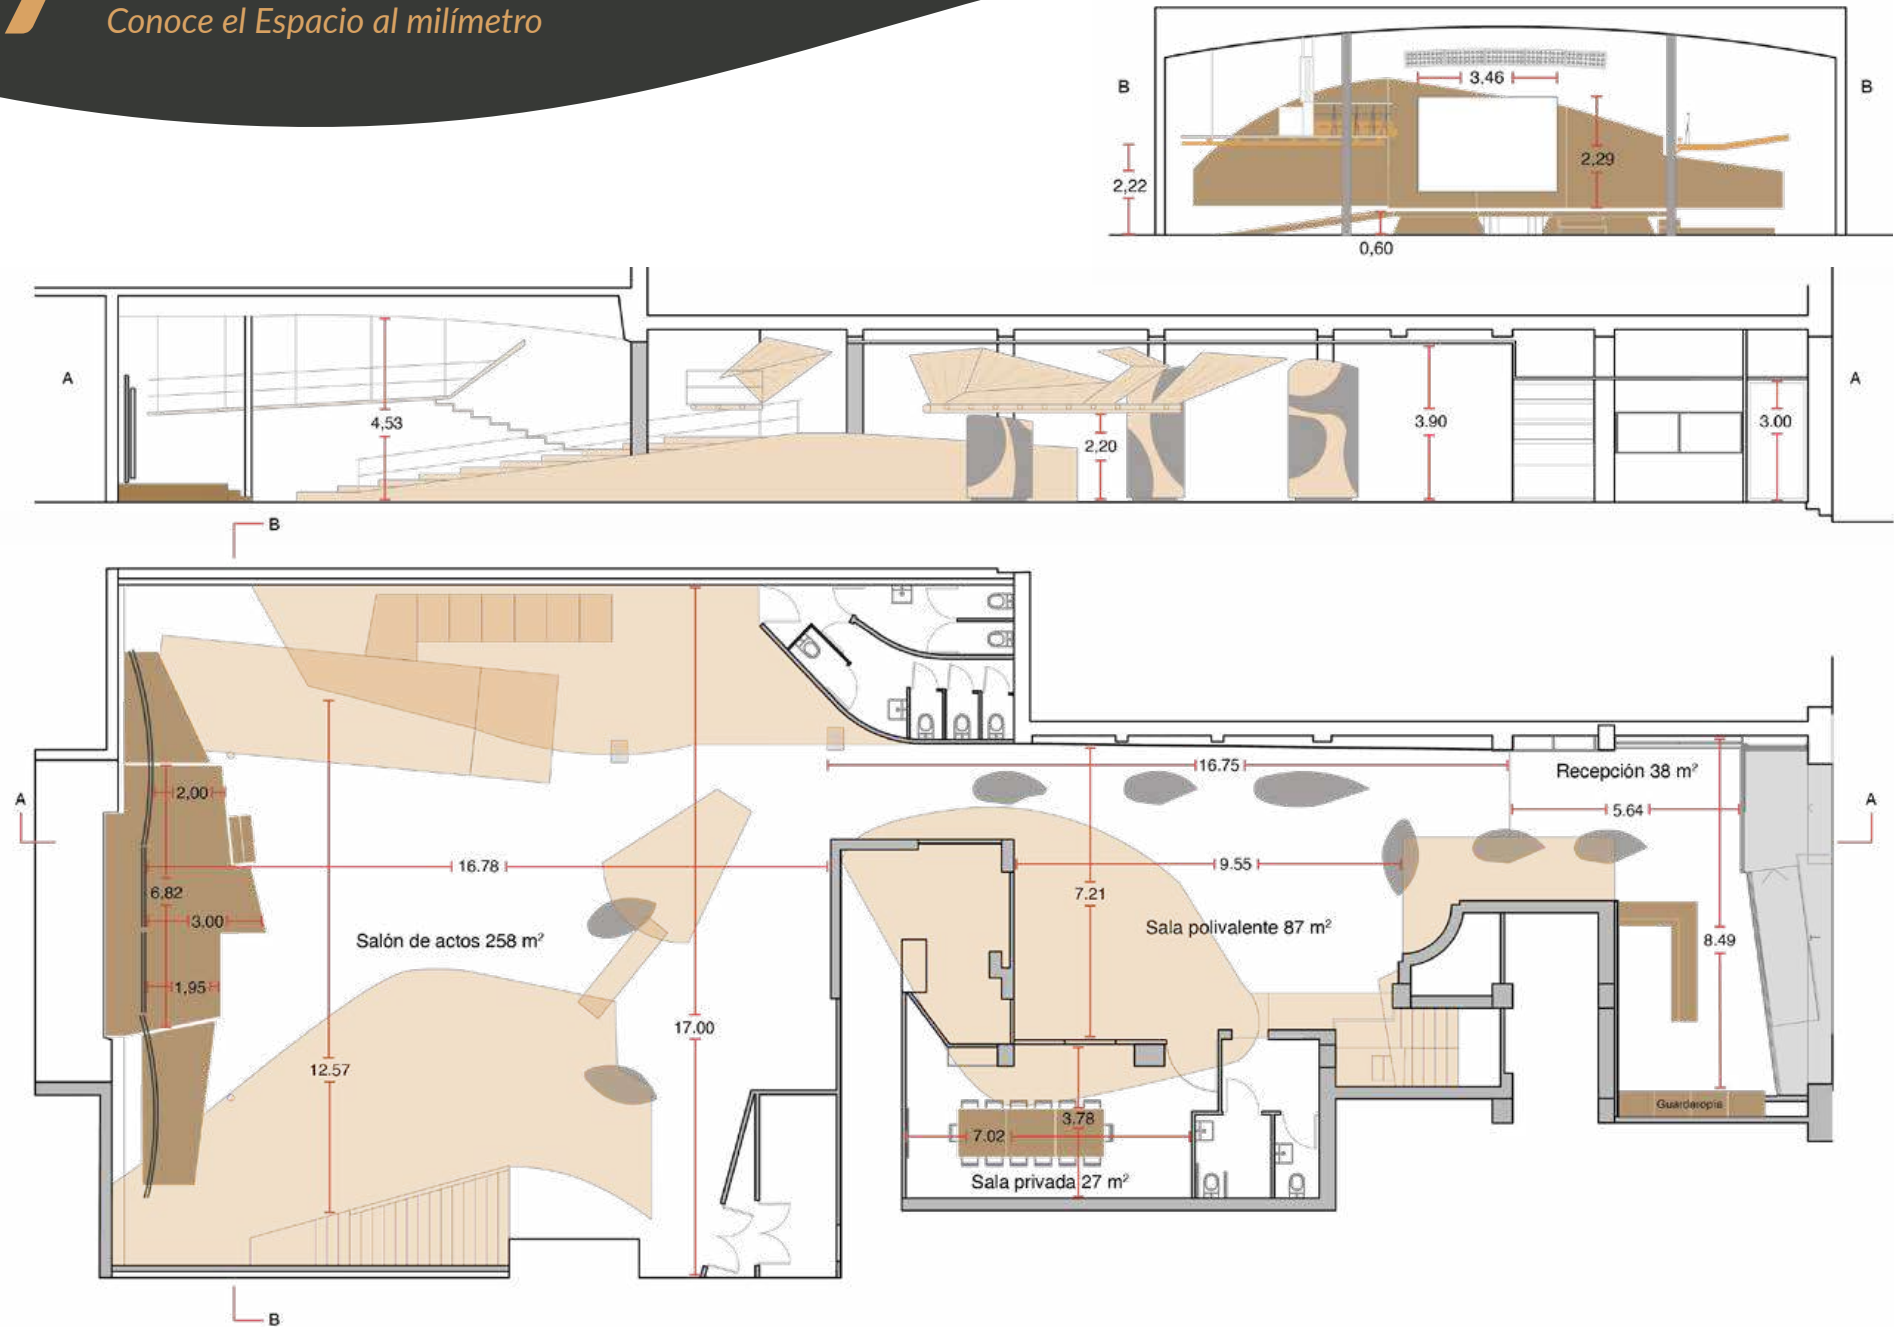 Conoce el Espacio al milímetro
B
B
3.46
2,29
2,22
0,60
A
A
4,53
2,20
3.90
3.00
B
16.75
Recepción 38 m²
5.64
2,00
A
A
16.78
9.55
6,82
7.21
3.00
Sala polivalente 87 m²
Salón de actos 258 m²
8.49
1,95
17.00
12.57
Guardaropía
3.78
7.02
Sala privada 27 m²
B